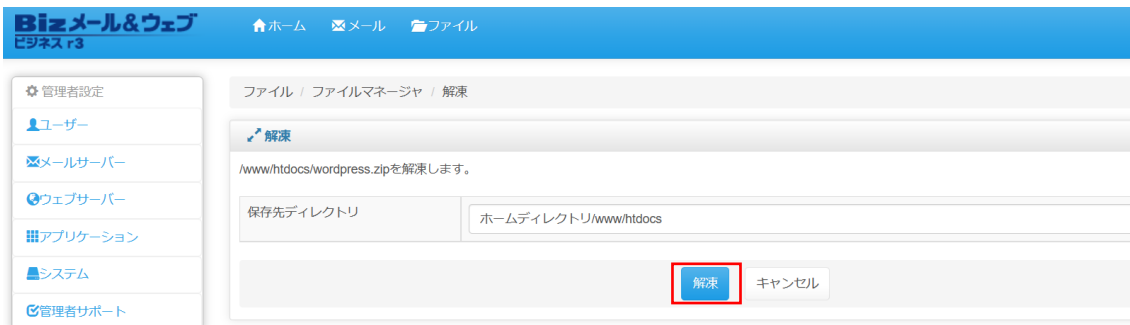 Bizメール&ウェブ
ビジネス r3
ホーム メール ファイル
管理者設定
ユーザー
メールサーバー
ウェブサーバー
アプリケーション
システム
管理者サポート
ファイル / ファイルマネージャ / 解凍
解凍
/www/htdocs/wordpress.zipを解凍します。
保存先ディレクトリ
ホームディレクトリ/www/htdocs
解凍 キャンセル